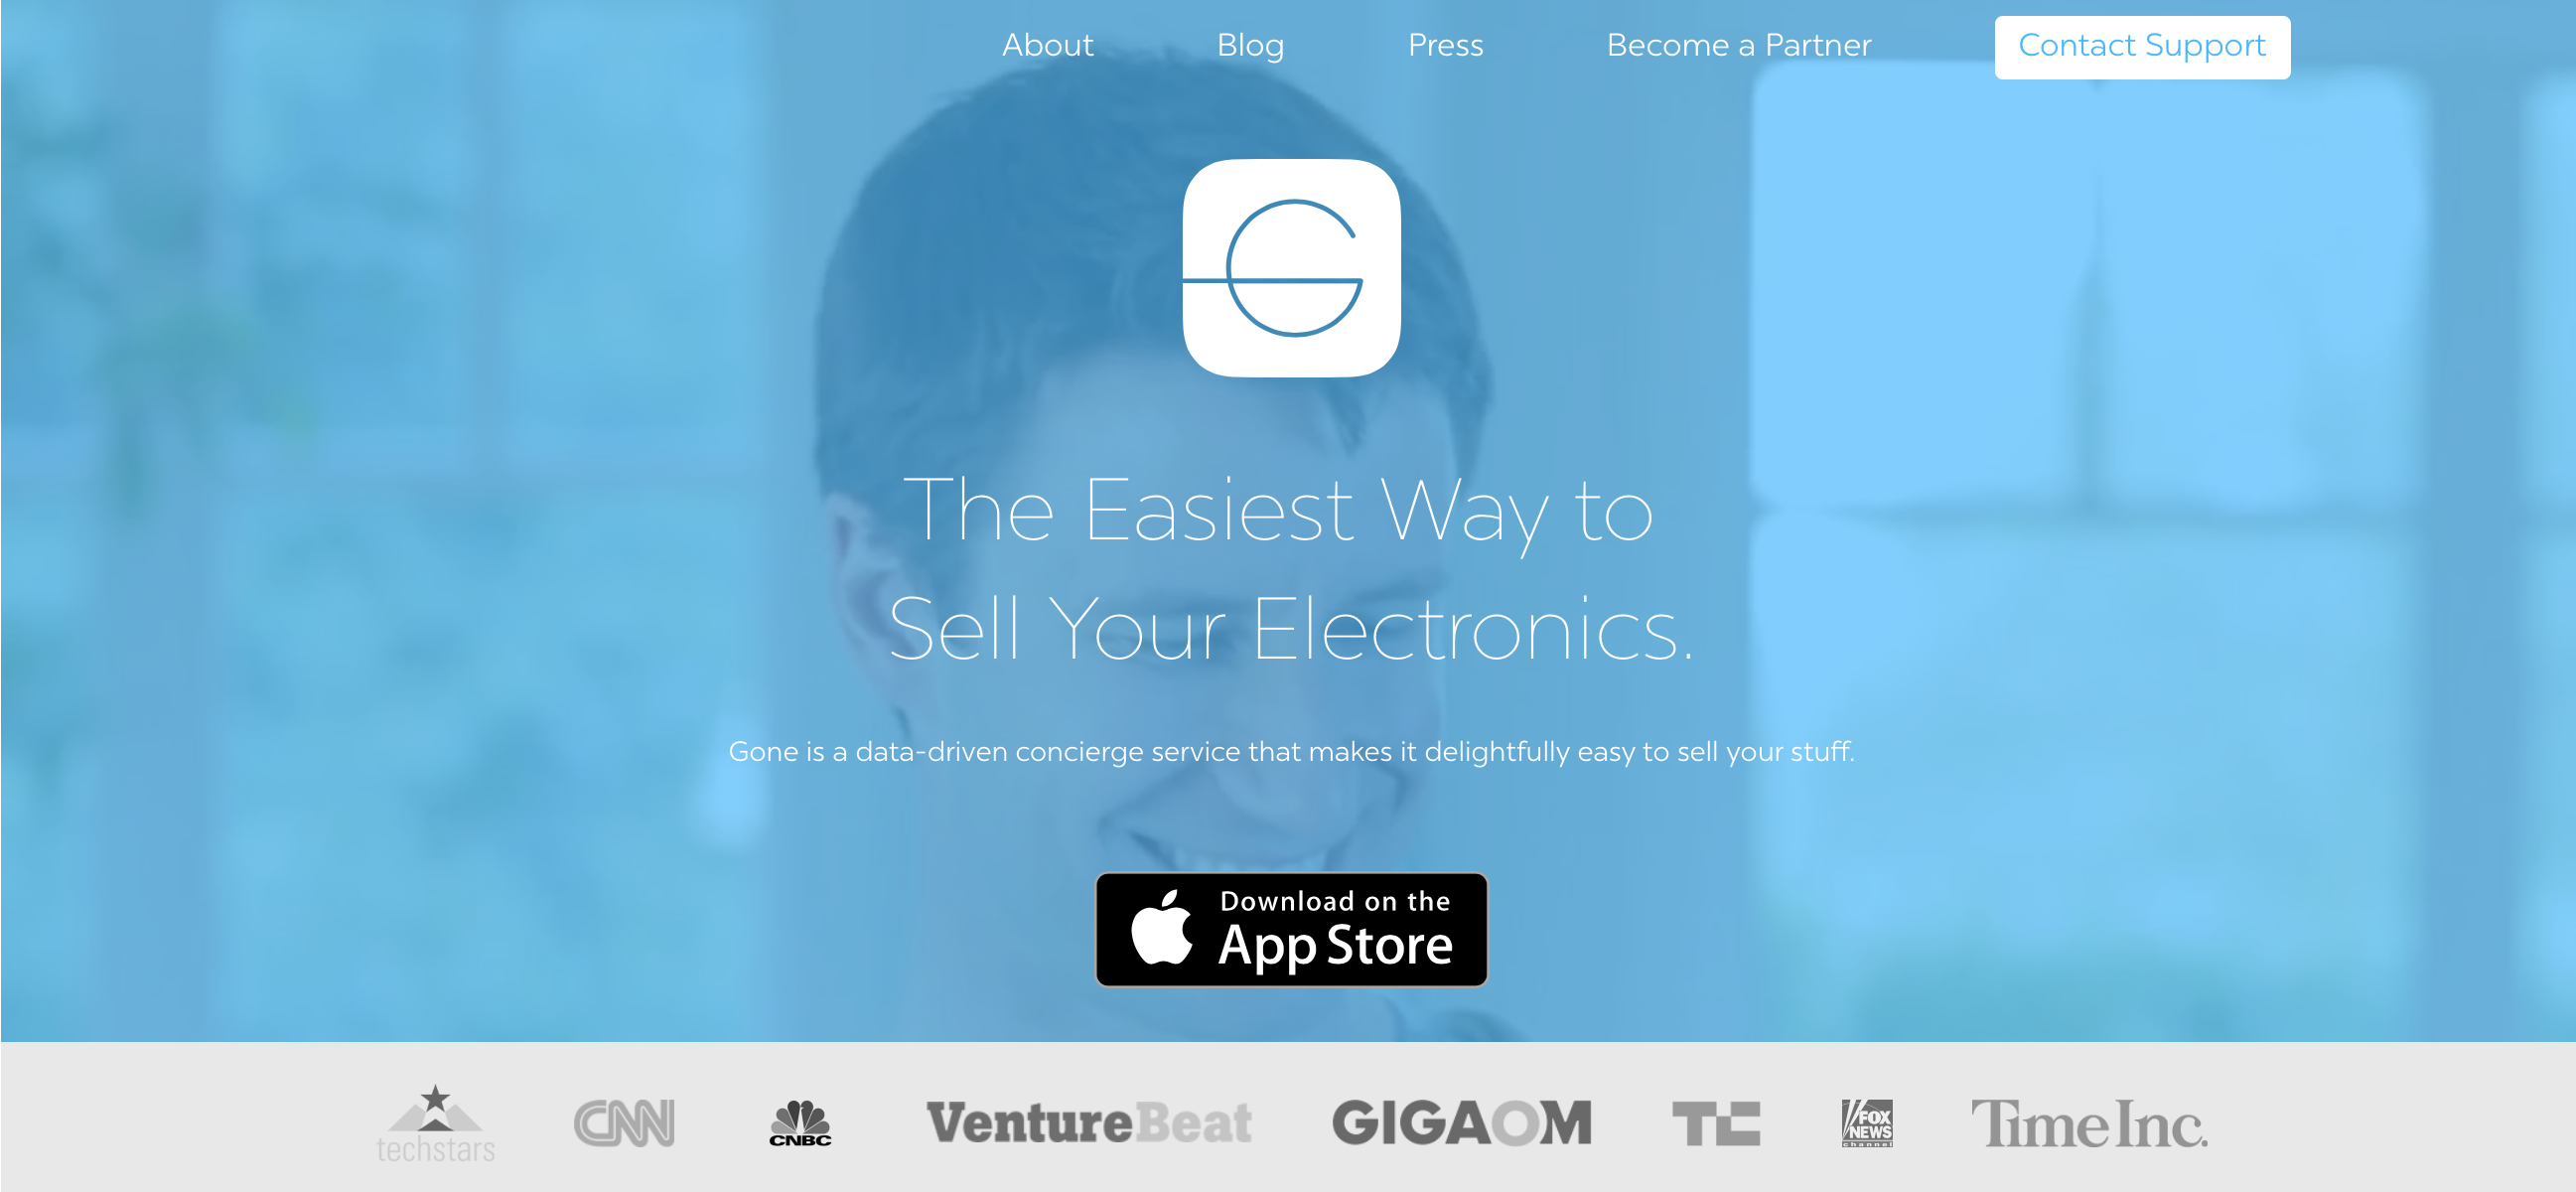 About Blog Press Become a Partner Contact Support
G
The Easiest Way to
Sell Your Electronics.
Gone is a data-driven concierge service that makes it delightfully easy to sell your stuff.
Download on the
App Store
techstars CNN CNBC VentureBeat GIGAOM TC FOX NEWS channel Time Inc.